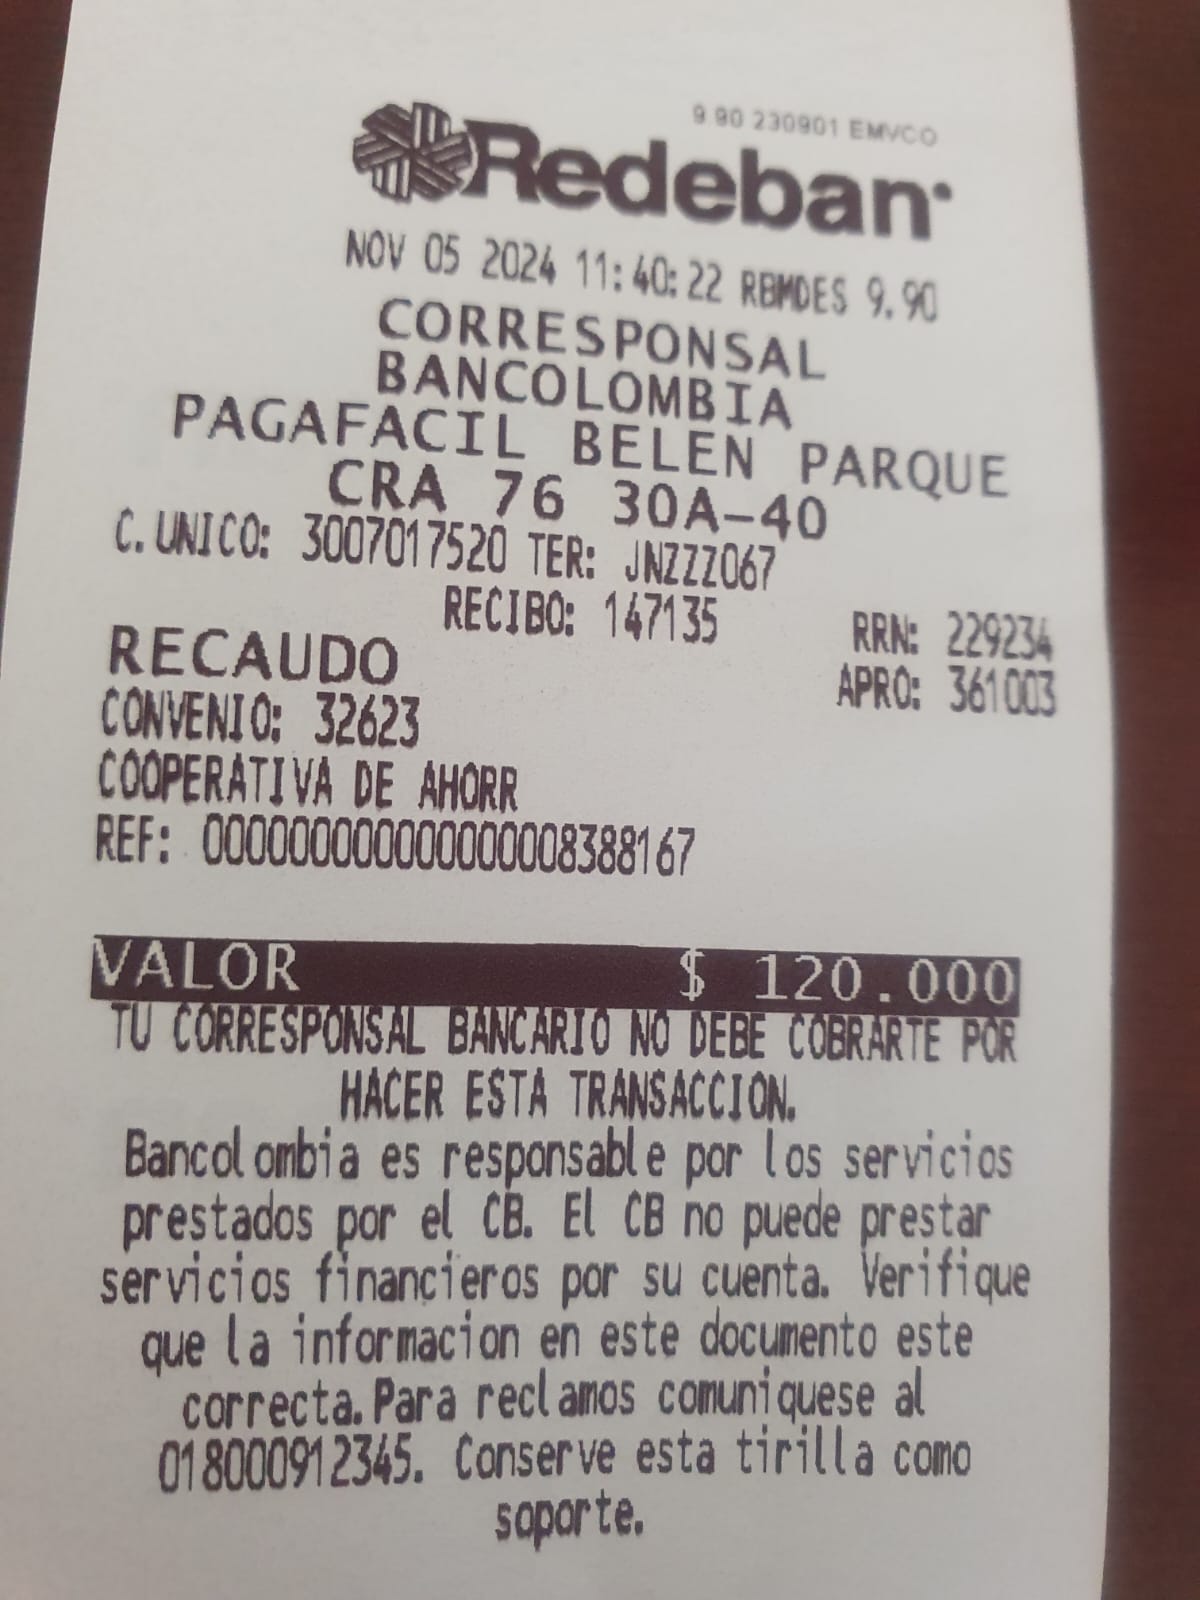 9.90 230901 EMVCO
Redeban
NOV 05 2024 11:40:22 RBMDES 9.90
CORRESPONSAL
BANCOLOMBIA
PAGAFACIL BELEN PARQUE
CRA 76 30A-40
C.UNICO: 3007017520 TER: JNZZZ067
RECIBO: 147135 RRN: 229234
RECAUDO APRO: 361003
CONVENIO: 32623
COOPERATIVA DE AHORR
REF: 000000000000000008388167
VALOR $ 120.000
TU CORRESPONSAL BANCARIO NO DEBE COBRARTE POR
HACER ESTA TRANSACCION.
Bancolombia es responsable por los servicios
prestados por el CB. El CB no puede prestar
servicios financieros por su cuenta. Verifique
que la informacion en este documento este
correcta. Para reclamos comuniquese al
018000912345. Conserve esta tirilla como
soporte.